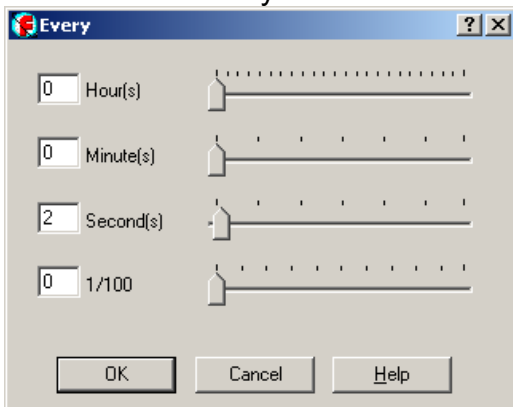 Every
0 Hour(s)
0 Minute(s)
2 Second(s)
0 1/100
OK Cancel Help